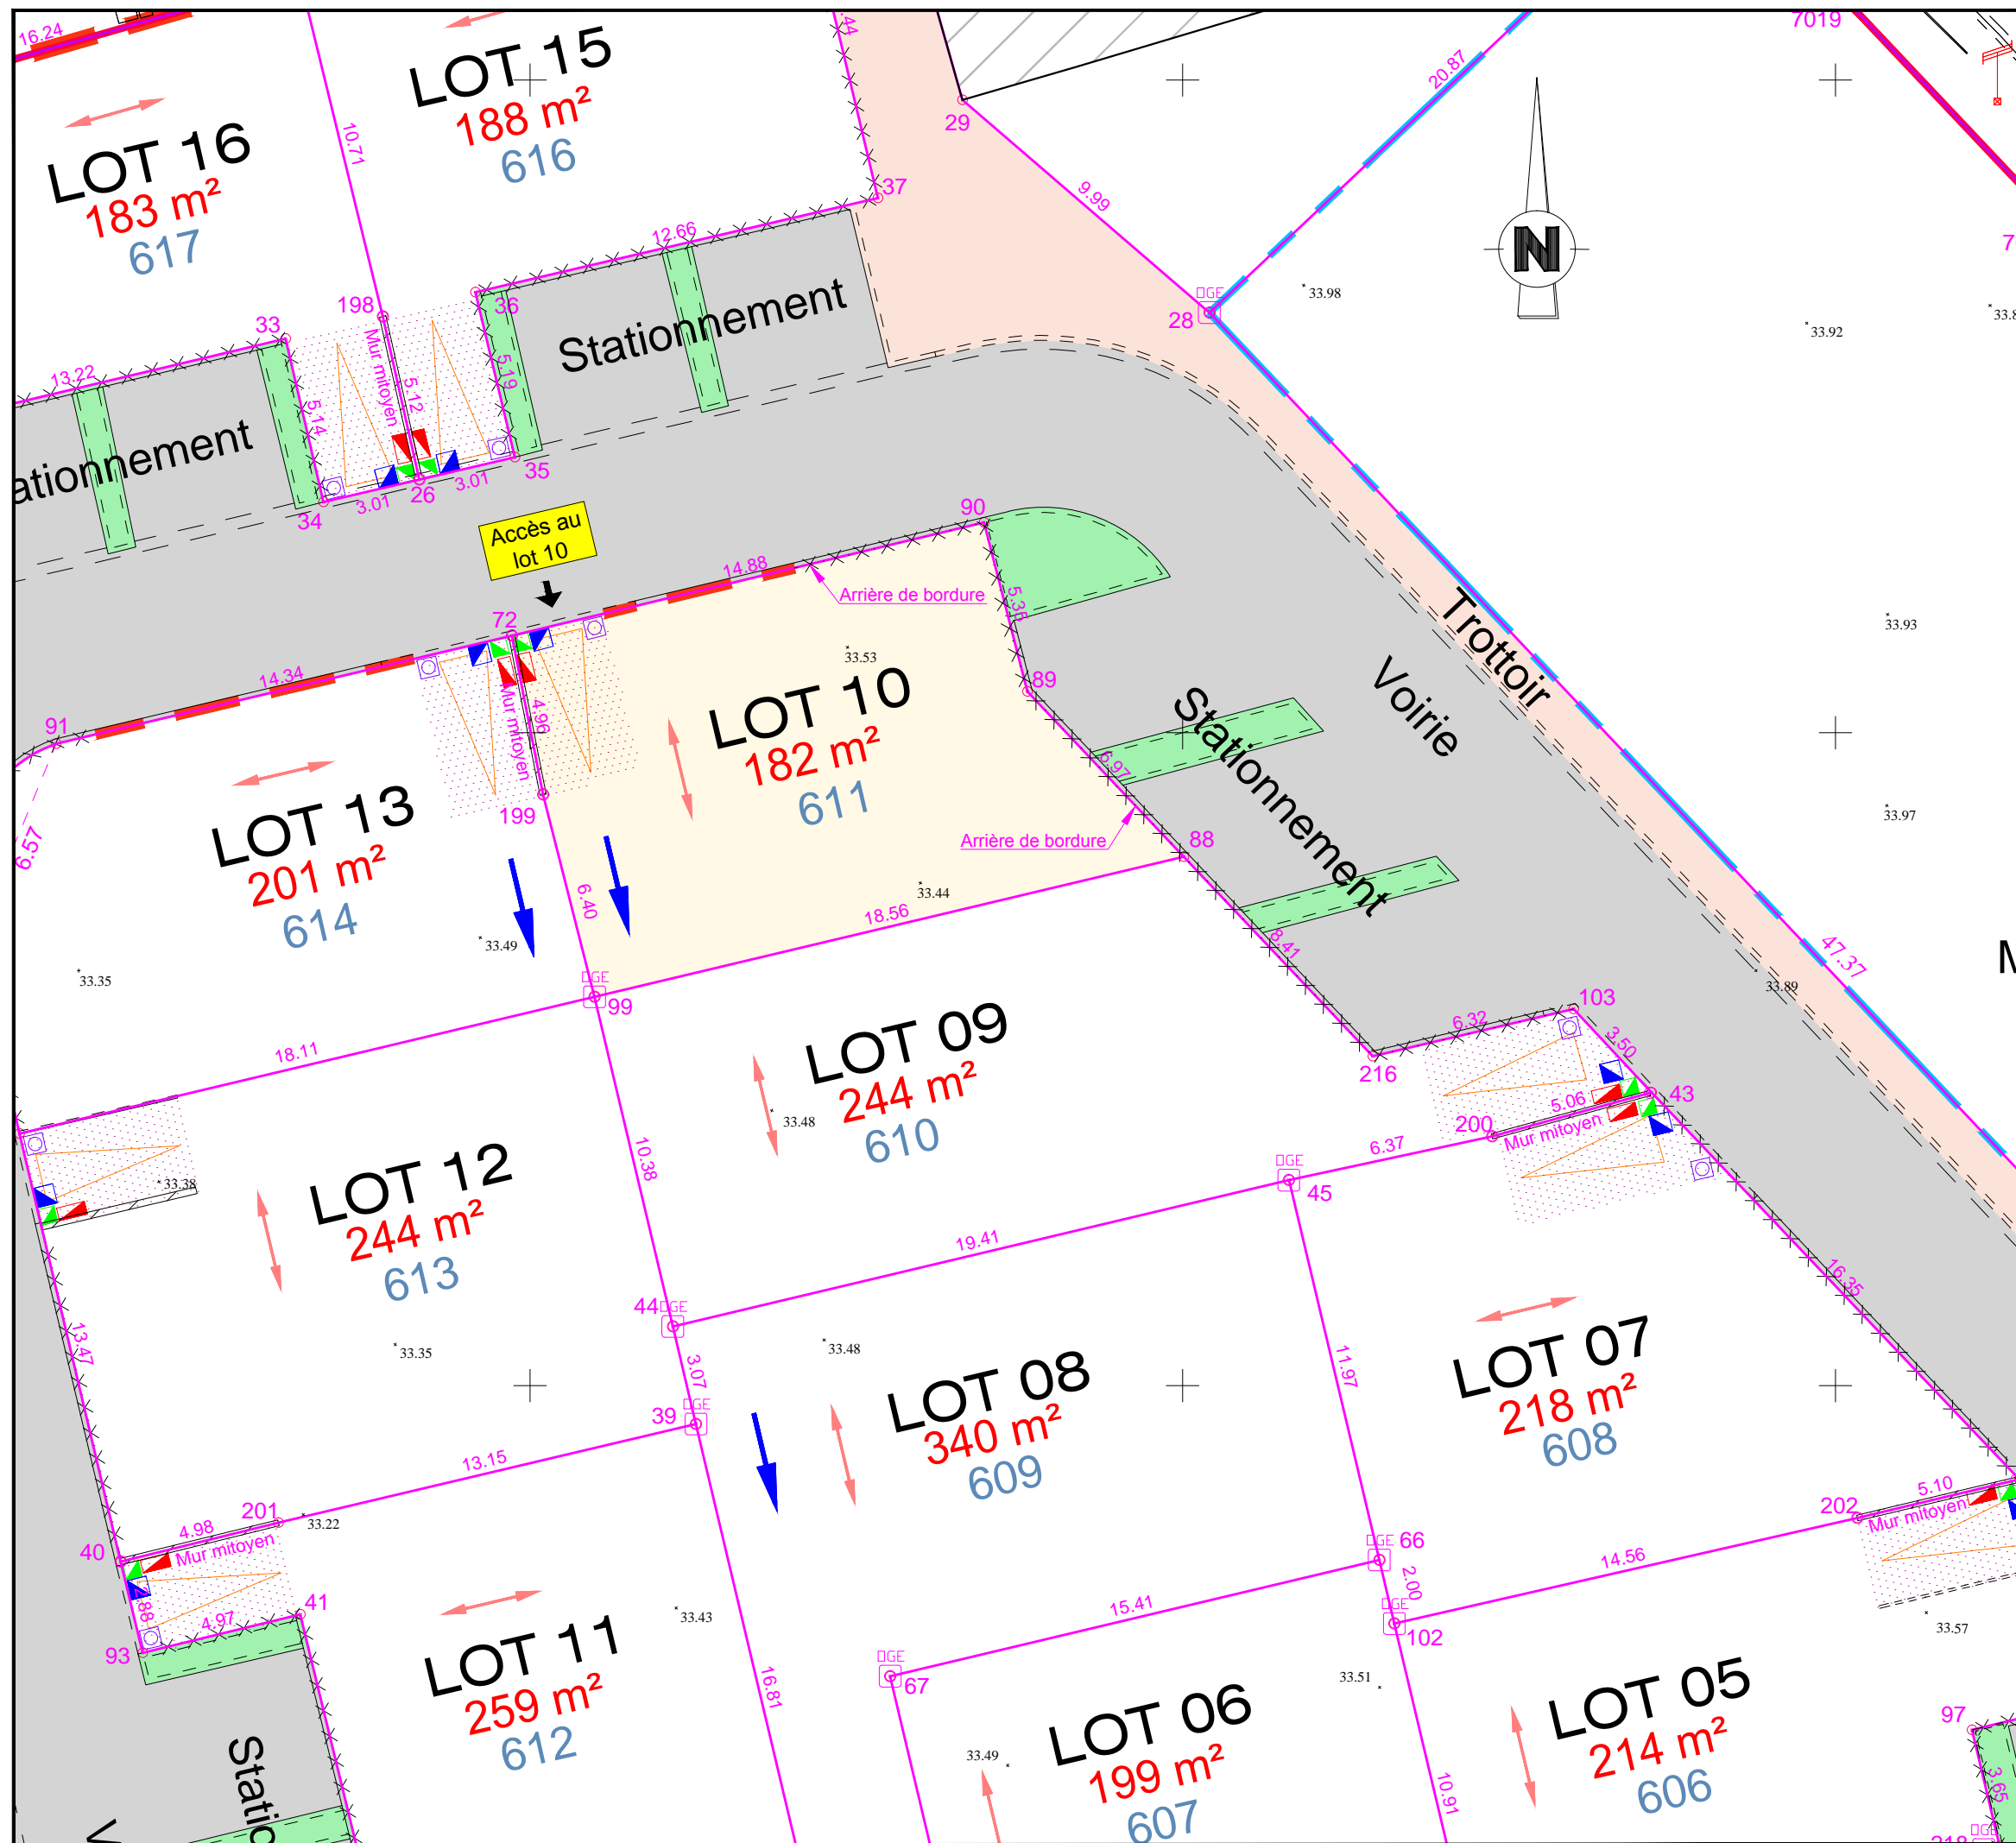 16.24
LOT 16
183 m²
617
10.71
LOT 15
188 m²
616
37
29
9.99
20.87
7019
28
N
33.98
33.92
33.93
33.97
33.89
198
33
13.22
5.14
Mur mitoyen
5.12
36
5.19
12.66
Stationnement
ationnement
34
3.01
26
3.01
35
Accès au
lot 10
90
14.88
Arrière de bordure
5.35
72
14.34
91
6.57
Mur mitoyen
4.96
199
33.53
LOT 10
182 m²
611
89
6.97
Arrière de bordure
88
33.44
18.56
6.40
LOT 13
201 m²
614
33.49
33.35
99
18.11
Stationnement
Voirie
Trottoir
47.37
8.41
103
6.32
3.50
216
43
5.06
200
Mur mitoyen
6.37
45
LOT 09
244 m²
610
33.48
10.38
19.41
44
LOT 12
244 m²
613
33.38
33.35
13.47
3.07
39
13.15
33.48
LOT 08
340 m²
609
11.97
LOT 07
218 m²
608
16.35
201
4.98
33.22
40
Mur mitoyen
41
4.97
93
66
2.00
102
14.56
202
5.10
Mur mitoyen
33.57
15.41
67
33.43
LOT 11
259 m²
612
16.81
33.51
33.49
LOT 06
199 m²
607
LOT 05
214 m²
606
10.91
97
3.65
Statio